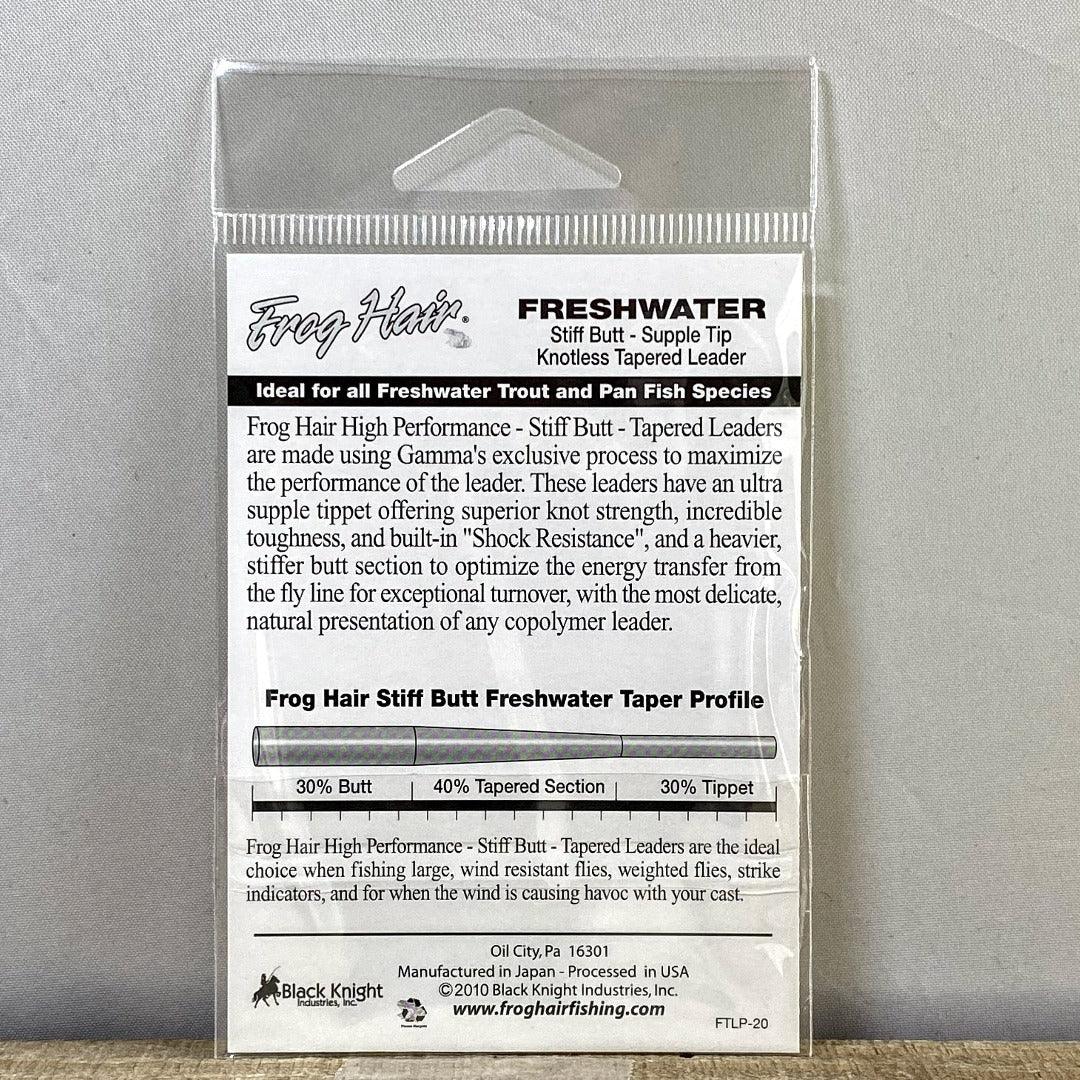 Frog Hair®
FRESHWATER
Stiff Butt - Supple Tip
Knotless Tapered Leader
Ideal for all Freshwater Trout and Pan Fish Species
Frog Hair High Performance - Stiff Butt - Tapered Leaders
are made using Gamma's exclusive process to maximize
the performance of the leader. These leaders have an ultra
supple tippet offering superior knot strength, incredible
toughness, and built-in "Shock Resistance", and a heavier,
stiffer butt section to optimize the energy transfer from
the fly line for exceptional turnover, with the most delicate,
natural presentation of any copolymer leader.
Frog Hair Stiff Butt Freshwater Taper Profile
30% Butt 40% Tapered Section 30% Tippet
Frog Hair High Performance - Stiff Butt - Tapered Leaders are the ideal
choice when fishing large, wind resistant flies, weighted flies, strike
indicators, and for when the wind is causing havoc with your cast.
Oil City, Pa 16301
Manufactured in Japan - Processed in USA
©2010 Black Knight Industries, Inc.
www.froghairfishing.com
Black Knight
Industries, Inc.
Please Recycle
FTLP-20